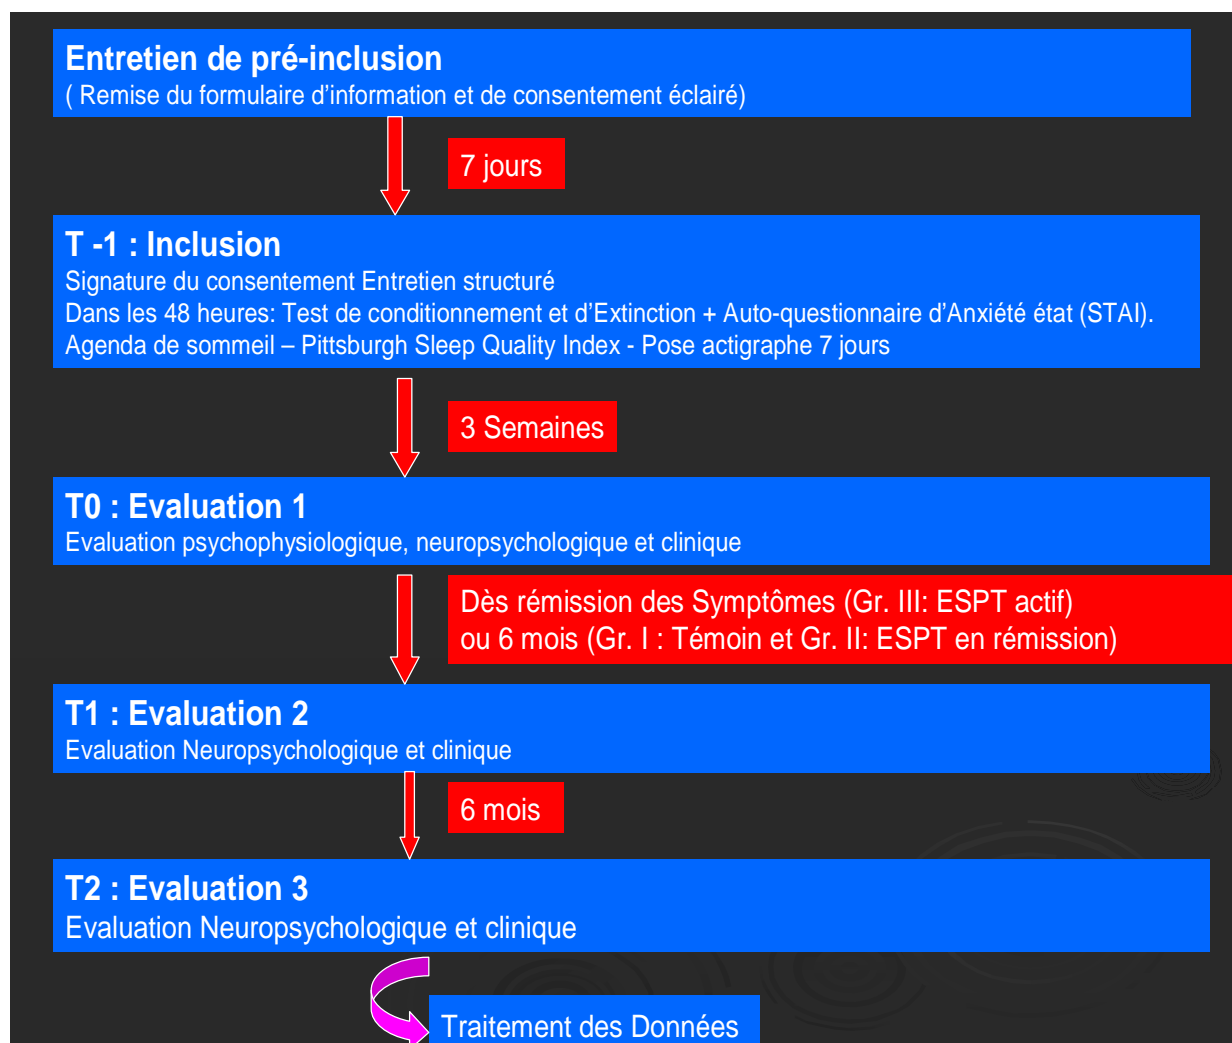 Entretien de pré-inclusion
( Remise du formulaire d'information et de consentement éclairé)
7 jours
T -1 : Inclusion
Signature du consentement Entretien structuré
Dans les 48 heures: Test de conditionnement et d'Extinction + Auto-questionnaire d'Anxiété état (STAI).
Agenda de sommeil – Pittsburgh Sleep Quality Index - Pose actigraphe 7 jours
3 Semaines
T0 : Evaluation 1
Evaluation psychophysiologique, neuropsychologique et clinique
Dès rémission des Symptômes (Gr. III: ESPT actif)
ou 6 mois (Gr. I : Témoin et Gr. II: ESPT en rémission)
T1 : Evaluation 2
Evaluation Neuropsychologique et clinique
6 mois
T2 : Evaluation 3
Evaluation Neuropsychologique et clinique
Traitement des Données